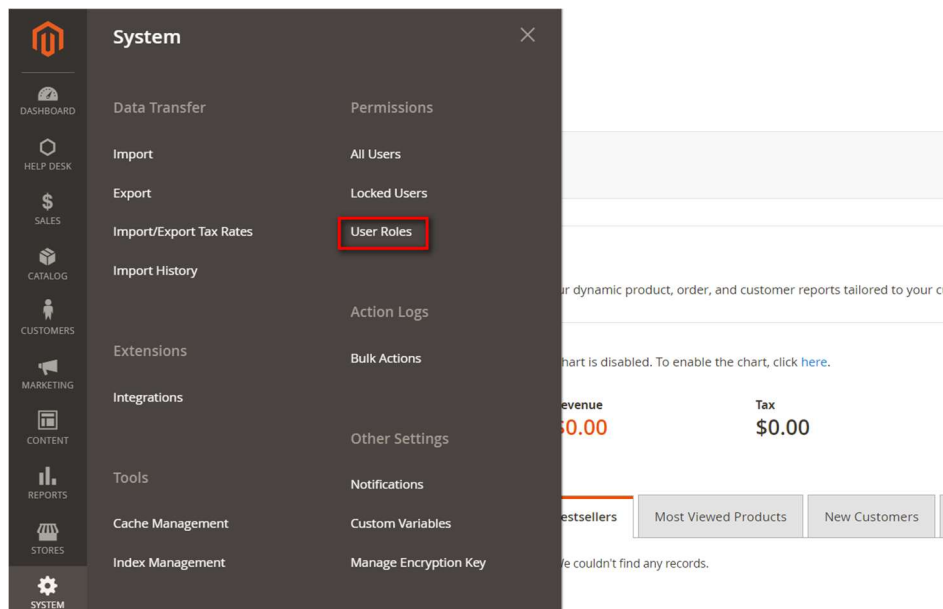 DASHBOARD
HELP DESK
SALES
CATALOG
CUSTOMERS
MARKETING
CONTENT
REPORTS
STORES
SYSTEM
System
Data Transfer
Import
Export
Import/Export Tax Rates
Import History
Extensions
Integrations
Tools
Cache Management
Index Management
Permissions
All Users
Locked Users
User Roles
Action Logs
Bulk Actions
Other Settings
Notifications
Custom Variables
Manage Encryption Key
dynamic product, order, and customer reports tailored to your
is disabled. To enable the chart, click here.
Tax
$0.00
$0.00
Most Viewed Products
New Customers
couldn't find any records.